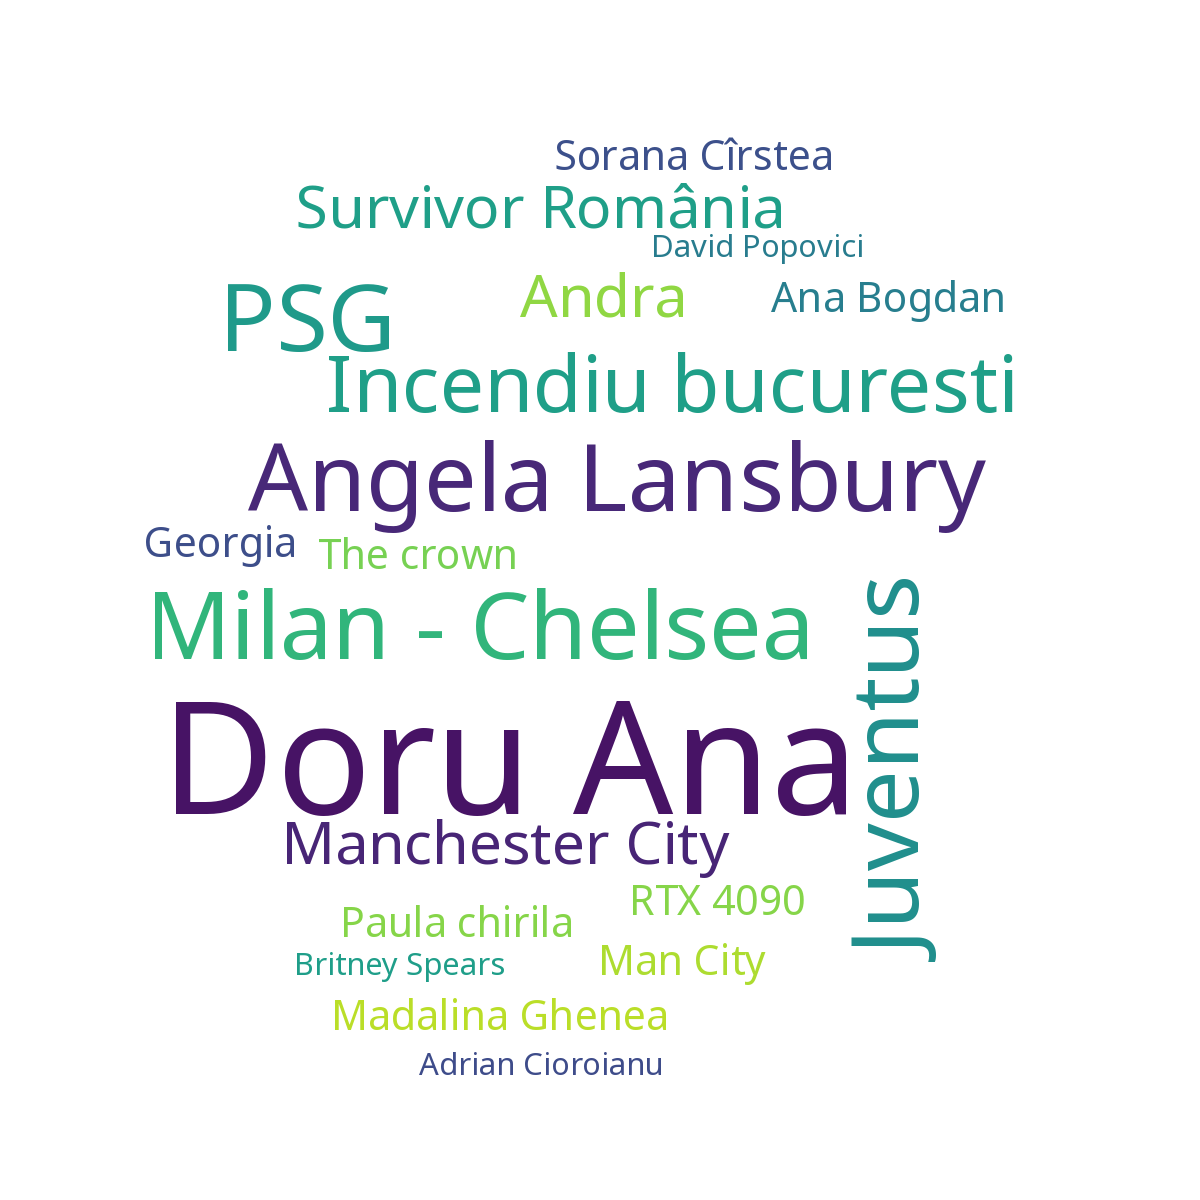 Sorana Cîrstea
Survivor România
David Popovici
PSG
Andra
Ana Bogdan
Incendiu bucuresti
Angela Lansbury
Georgia
The crown
Milan - Chelsea
Juventus
Doru Ana
Manchester City
RTX 4090
Paula chirila
Britney Spears
Man City
Madalina Ghenea
Adrian Cioroianu